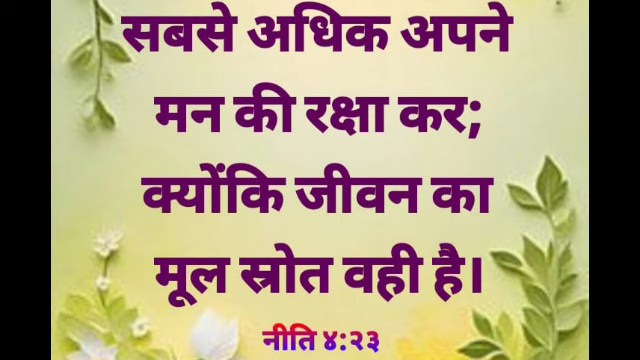 सबसे अधिक अपने
मन की रक्षा कर;
क्योंकि जीवन का
मूल स्रोत वही है।
नीति ४:२३